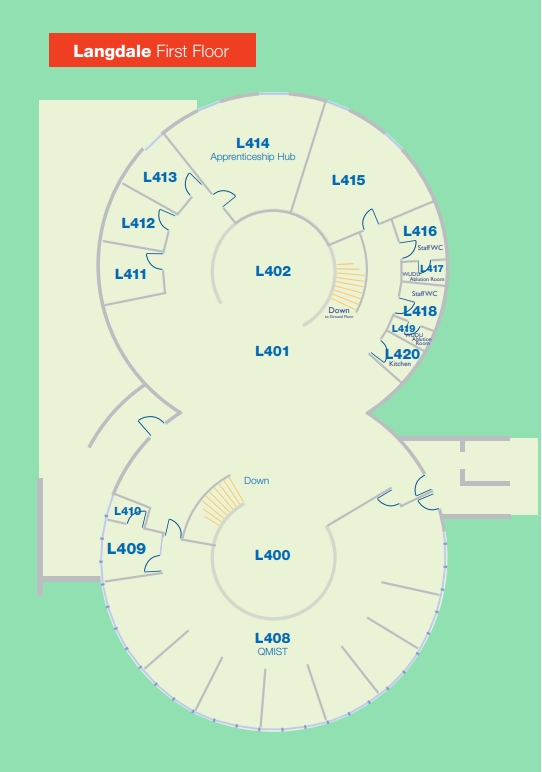 Langdale First Floor
L414
Apprenticeship Hub
L413
L415
L412
L416
Staff WC
L411
L402
L417
WUDU
Ablution Room
Staff WC
Down
to Ground Floor
L418
L419
WUDU
Ablution
Room
L401
L420
Kitchen
Down
L410
L409
L400
L408
QMIST